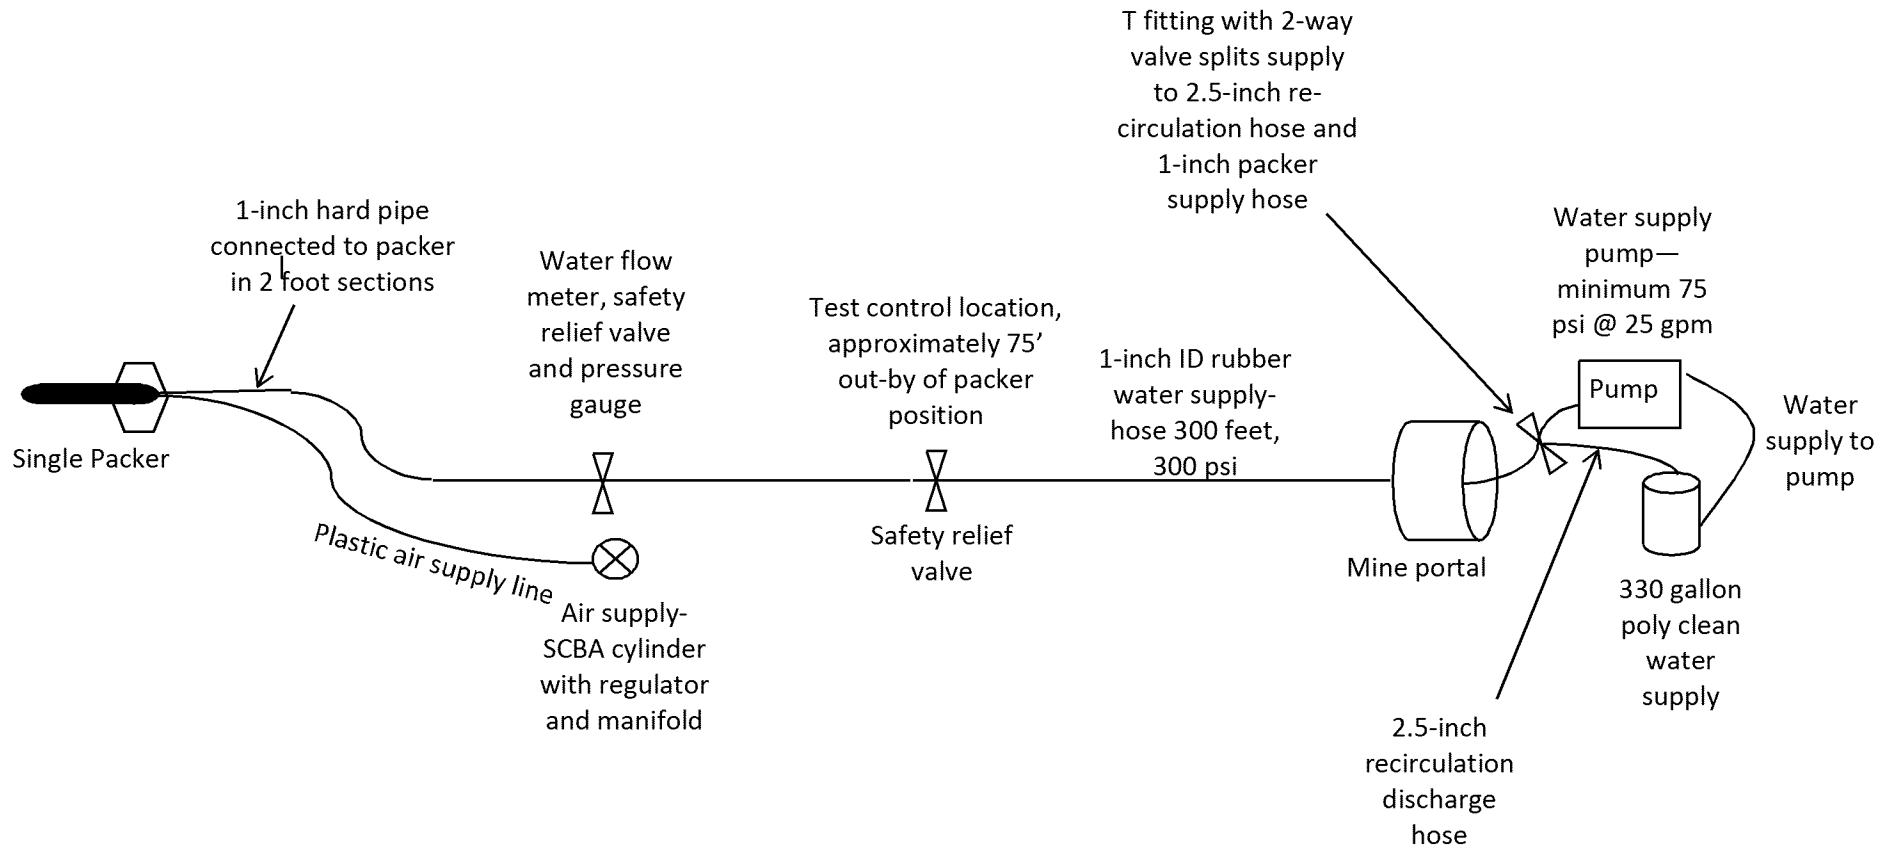 T fitting with 2-way
valve splits supply
to 2.5-inch re-
circulation hose and
1-inch packer
supply hose
1-inch hard pipe
connected to packer
in 2 foot sections
Water supply
pump—
minimum 75
psi @ 25 gpm
Water flow
meter, safety
relief valve
and pressure
gauge
Test control location,
approximately 75’
out-by of packer
position
1-inch ID rubber
water supply-
hose 300 feet,
300 psi
Pump
Water
supply to
pump
Single Packer
Plastic air supply line
Safety relief
valve
Mine portal
330 gallon
poly clean
water
supply
Air supply-
SCBA cylinder
with regulator
and manifold
2.5-inch
recirculation
discharge
hose